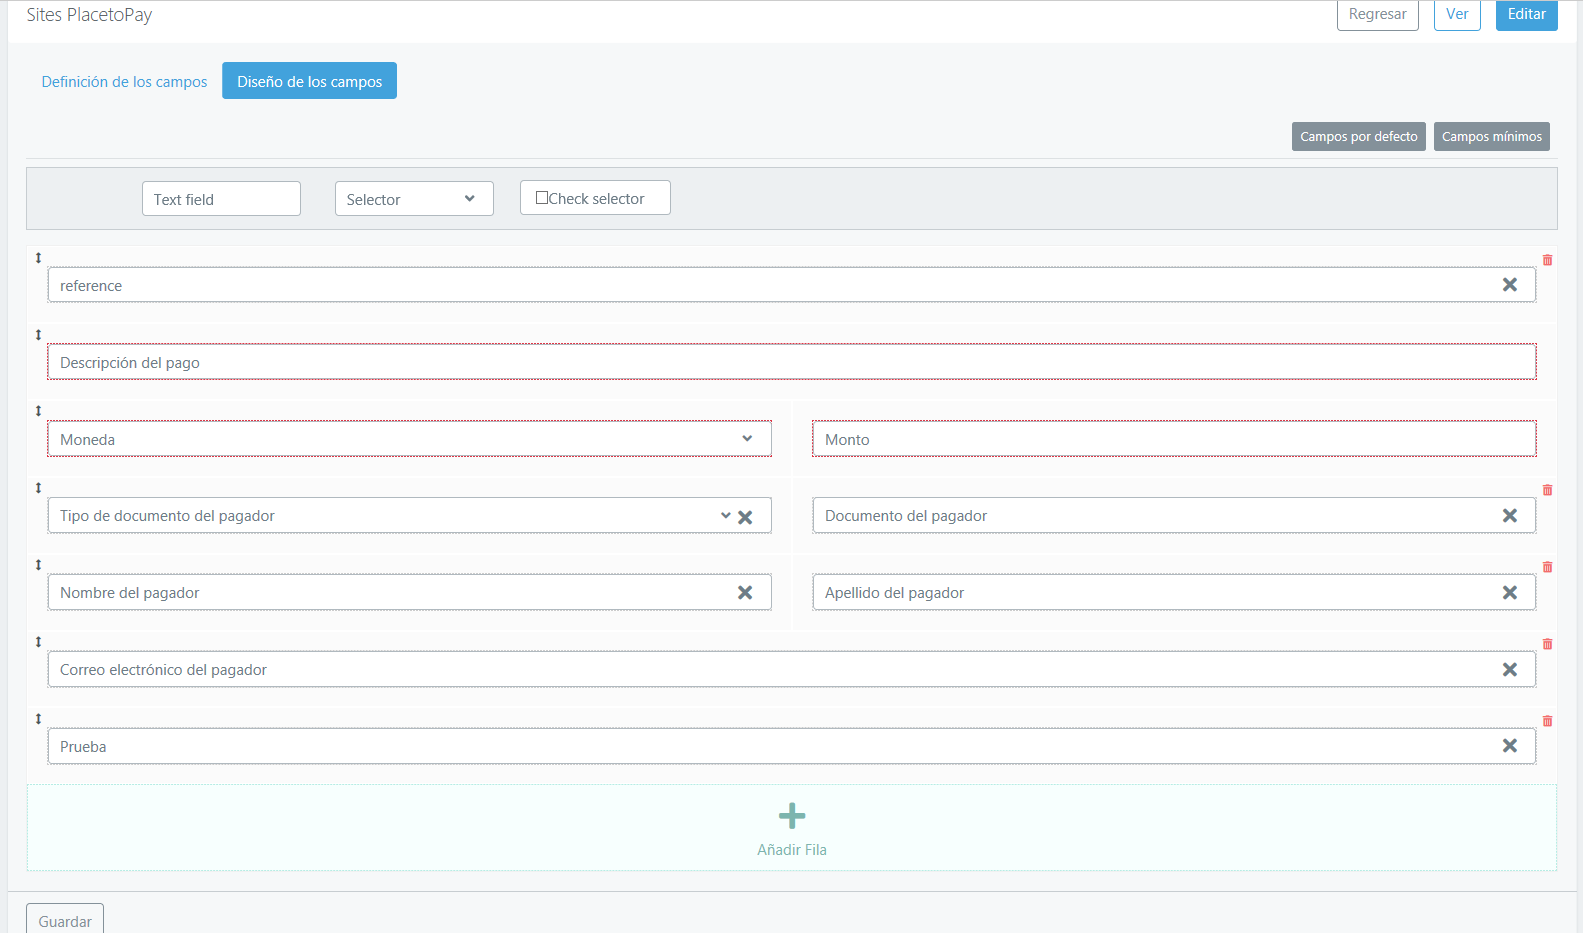 Sites PlacetoPay
Regresar
Ver
Editar
Definición de los campos
Diseño de los campos
Campos por defecto
Campos mínimos
Text field
Selector
Check selector
reference
Descripción del pago
Moneda
Monto
Tipo de documento del pagador
Documento del pagador
Nombre del pagador
Apellido del pagador
Correo electrónico del pagador
Prueba
Añadir Fila
Guardar